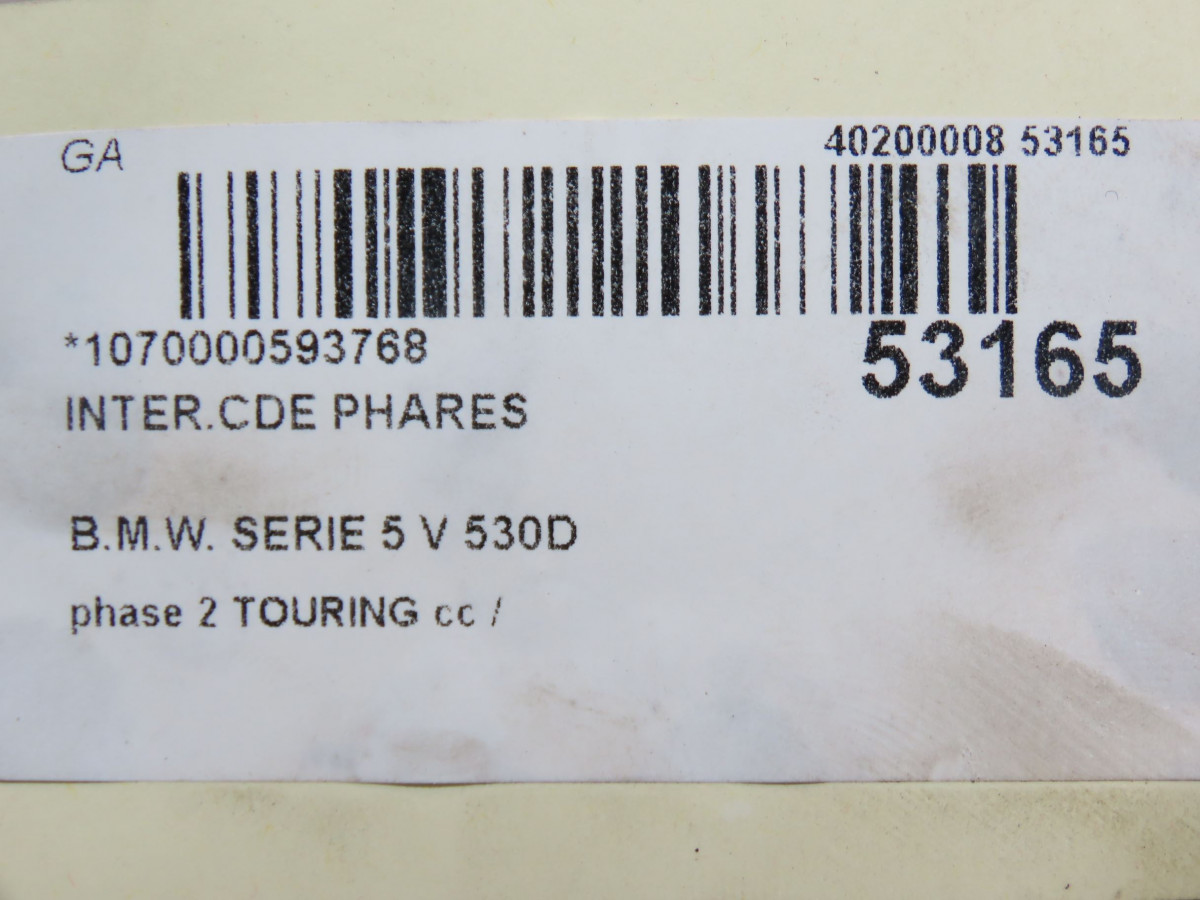 GA
40200008 53165
*1070000593768
53165
INTER.CDE PHARES
B.M.W. SERIE 5 V 530D
phase 2 TOURING cc /